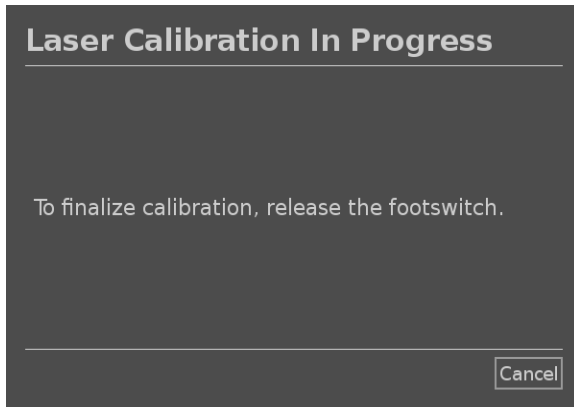 Laser Calibration In Progress
To finalize calibration, release the footswitch.
Cancel